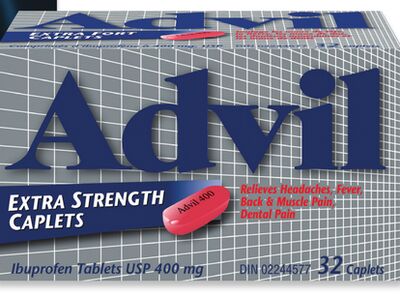 EXTRA FORT
CAPLETS
Advil
EXTRA STRENGTH
CAPLETS
Advil 400
Relieves Headaches, Fever,
Back & Muscle Pain,
Dental Pain
Ibuprofen Tablets USP 400 mg
DIN 02244577 32 Caplets